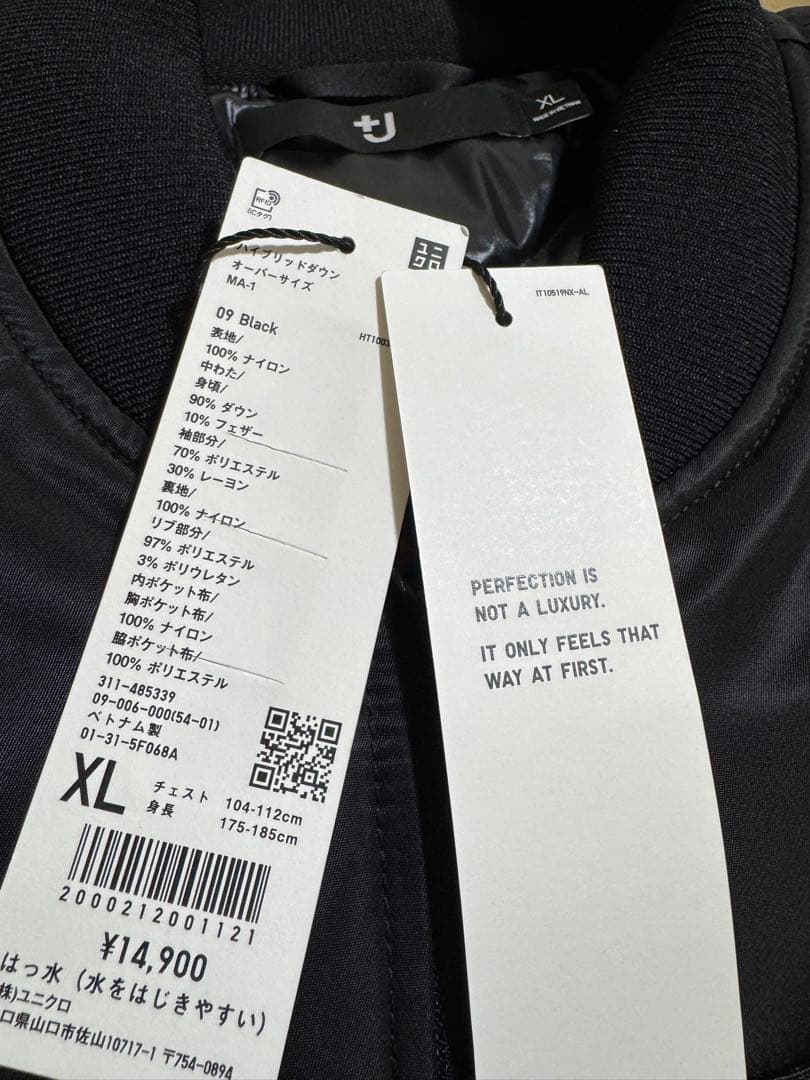 +J
XL
MADE IN VIETNAM
RFID
(ICタグ)
ハイブリッドダウン
オーバーサイズ
MA-1
ユニクロ
09 Black
HT1003
表地/
100% ナイロン
中わた/
身頃/
90% ダウン
10% フェザー
袖部分/
70% ポリエステル
30% レーヨン
裏地/
100% ナイロン
リブ部分/
97% ポリエステル
3% ポリウレタン
内ポケット布/
胸ポケット布/
100% ナイロン
脇ポケット布/
100% ポリエステル
311-485339
09-006-000(54-01)
ベトナム製
01-31-5F068A
XL
チェスト 104-112cm
身長 175-185cm
2000212001121
¥14,900
はっ水 (水をはじきやすい)
株)ユニクロ
口県山口市佐山10717-1 〒754-0894
IT10519NX-AL
PERFECTION IS
NOT A LUXURY.
IT ONLY FEELS THAT
WAY AT FIRST.